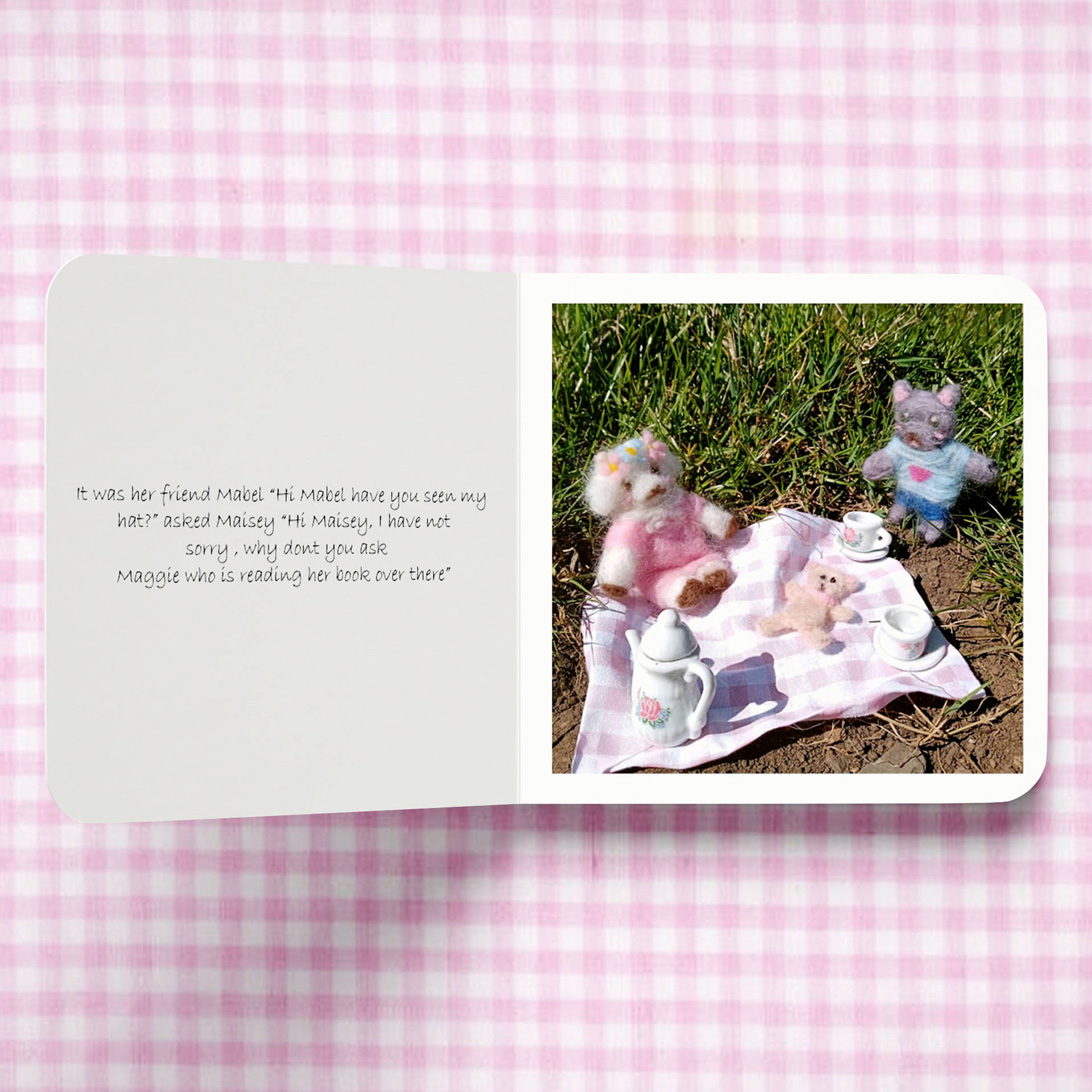 It was her friend Mabel “Hi Mabel have you seen my
hat?” asked Maisey “Hi Maisey, I have not
sorry , why dont you ask
Maggie who is reading her book over there”